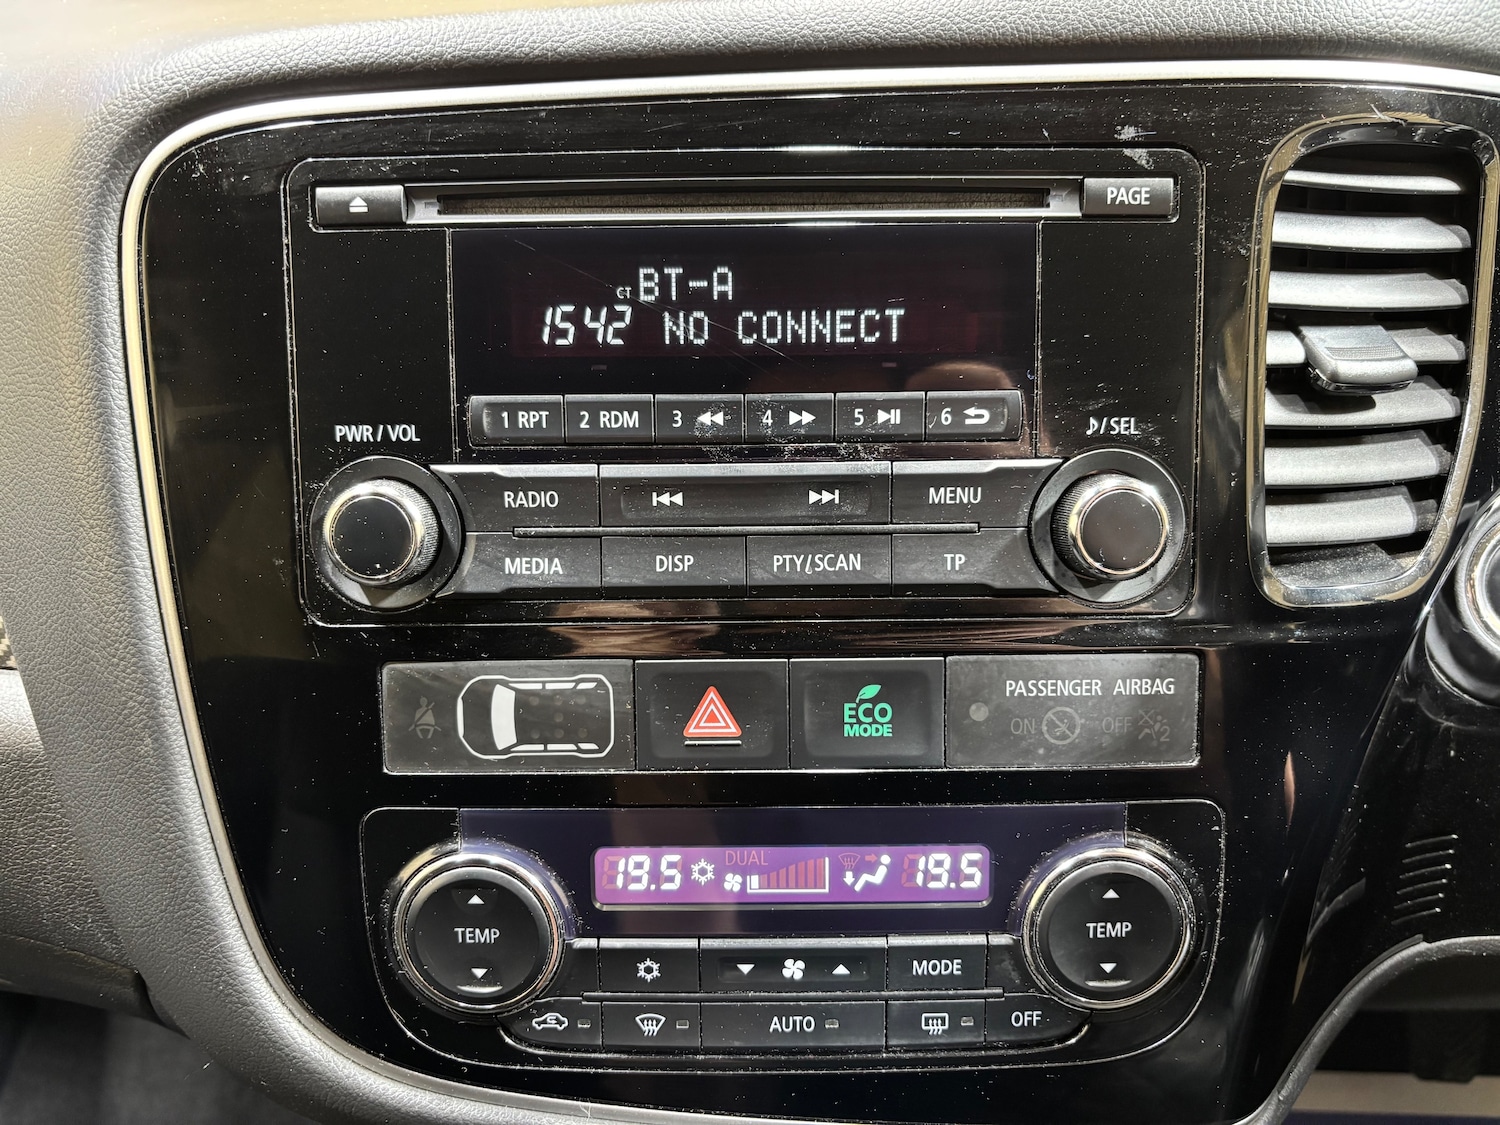 PAGE
CT BT-A
1542 NO CONNECT
1 RPT 2 RDM 3 4 5 6
PWR/VOL
♪/SEL
RADIO
MENU
MEDIA DISP PTY/SCAN TP
PASSENGER AIRBAG
ON OFF 2
ECO
MODE
DUAL
19.5 19.5
TEMP
TEMP
MODE
AUTO
OFF